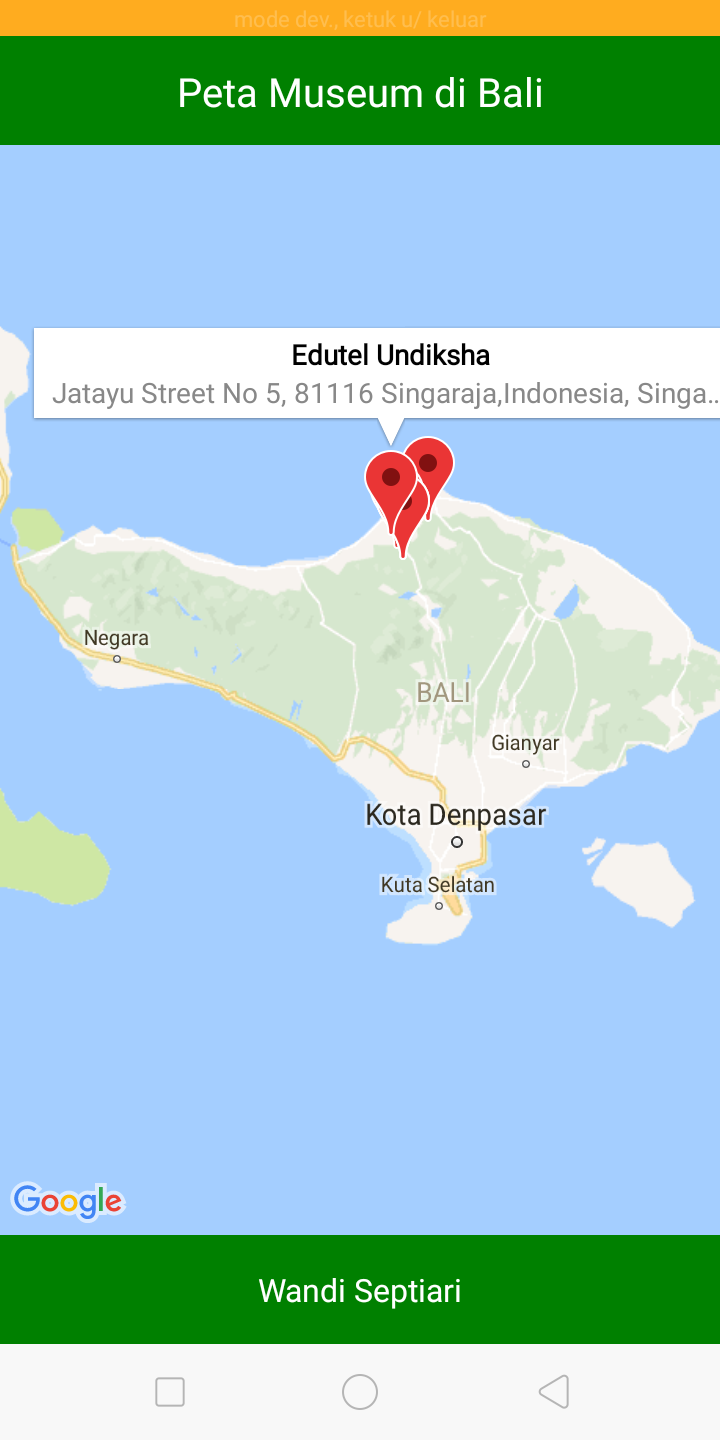 mode dev., ketuk u/ keluar
Peta Museum di Bali
Edutel Undiksha
Jatayu Street No 5, 81116 Singaraja,Indonesia, Singa…
Negara
BALI
Gianyar
Kota Denpasar
Kuta Selatan
Google
Wandi Septiari